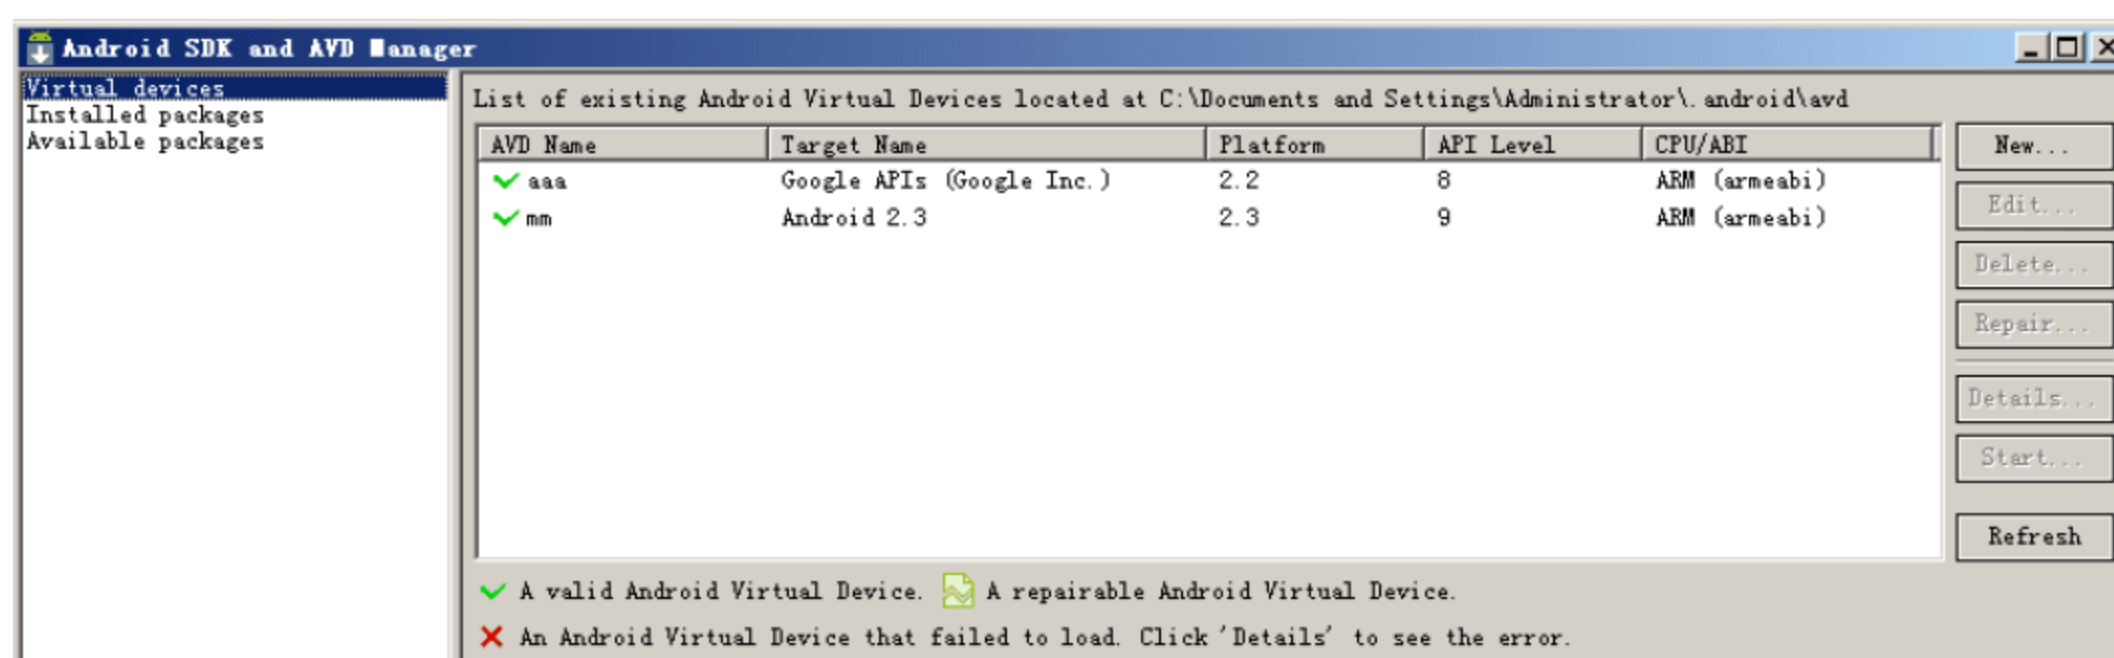 Android SDK and AVD Manager
Virtual devices
Installed packages
Available packages
List of existing Android Virtual Devices located at C:\Documents and Settings\Administrator\.android\avd
AVD Name Target Name Platform API Level CPU/ABI
aaa Google APIs (Google Inc.) 2.2 8 ARM (armeabi)
mm Android 2.3 2.3 9 ARM (armeabi)
New...
Edit...
Delete...
Repair...
Details...
Start...
Refresh
A valid Android Virtual Device. A repairable Android Virtual Device.
An Android Virtual Device that failed to load. Click 'Details' to see the error.